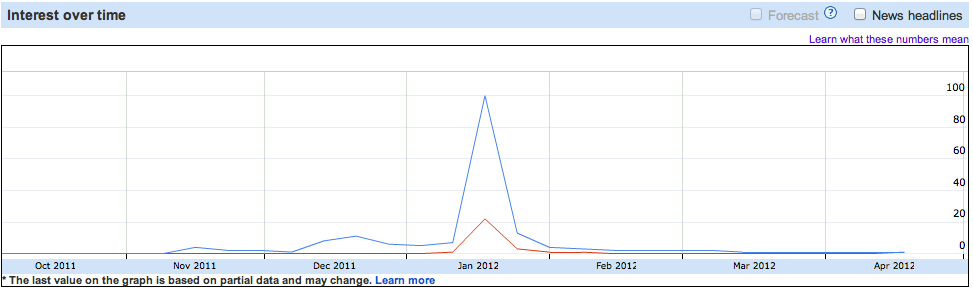 Interest over time Forecast ? News headlines
Learn what these numbers mean
100
80
60
40
20
0
Oct 2011 Nov 2011 Dec 2011 Jan 2012 Feb 2012 Mar 2012 Apr 2012
* The last value on the graph is based on partial data and may change. Learn more